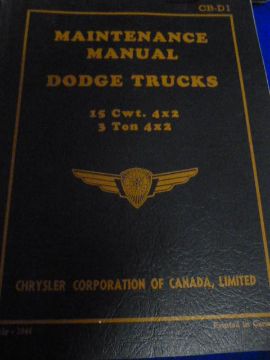 CB-D1
MAINTENANCE
MANUAL
DODGE TRUCKS
15 Cwt. 4x2
3 Ton 4x2
CHRYSLER CORPORATION OF CANADA, LIMITED
Printed in